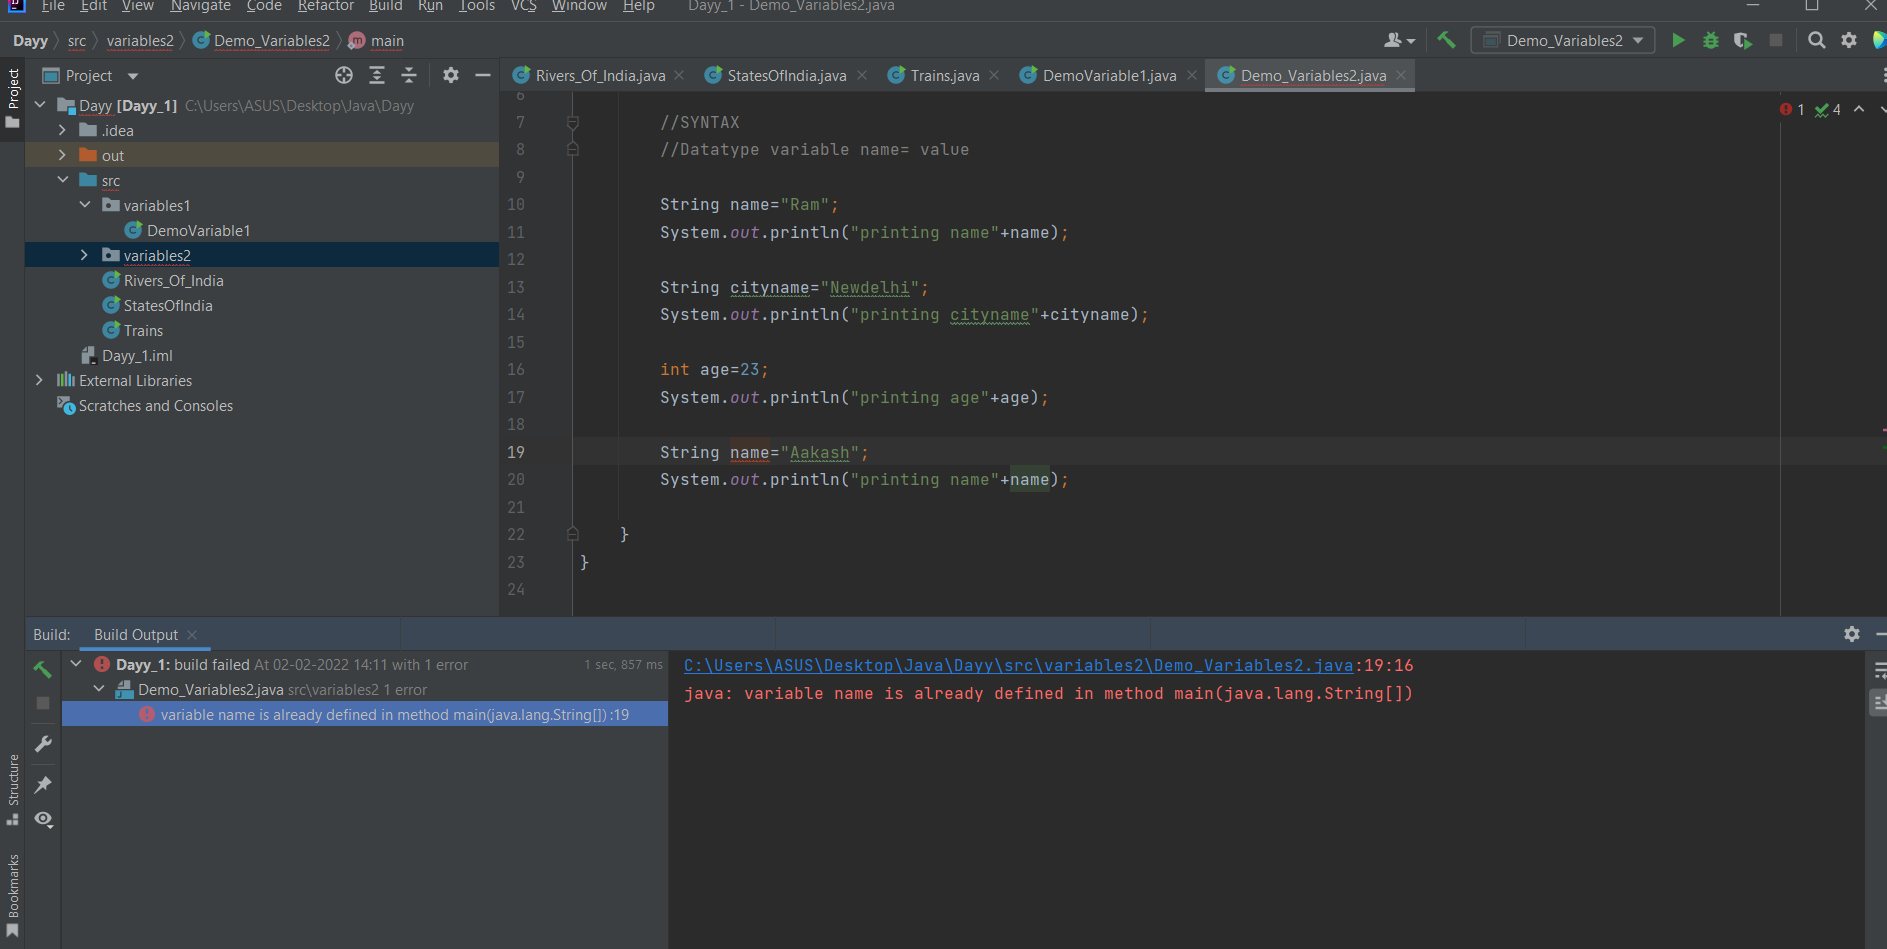 File Edit View Navigate Code Refactor Build Run Tools VCS Window Help Dayy_1 - Demo_Variables2.java
Dayy src variables2 Demo_Variables2 main
Demo_Variables2
Project
Project
Rivers_Of_India.java StatesOfIndia.java Trains.java DemoVariable1.java Demo_Variables2.java
Dayy [Dayy_1] C:\Users\ASUS\Desktop\Java\Dayy
.idea
out
src
variables1
DemoVariable1
variables2
Rivers_Of_India
StatesOfIndia
Trains
Dayy_1.iml
External Libraries
Scratches and Consoles
1 4
6
7 //SYNTAX
8 //Datatype variable name= value
9
10 String name="Ram";
11 System.out.println("printing name"+name);
12
13 String cityname="Newdelhi";
14 System.out.println("printing cityname"+cityname);
15
16 int age=23;
17 System.out.println("printing age"+age);
18
19 String name="Aakash";
20 System.out.println("printing name"+name);
21
22 }
23 }
24
Build: Build Output
Dayy_1: build failed At 02-02-2022 14:11 with 1 error 1 sec, 857 ms
Demo_Variables2.java src\variables2 1 error
variable name is already defined in method main(java.lang.String[]) :19
C:\Users\ASUS\Desktop\Java\Dayy\src\variables2\Demo_Variables2.java:19:16
java: variable name is already defined in method main(java.lang.String[])
Structure
Bookmarks